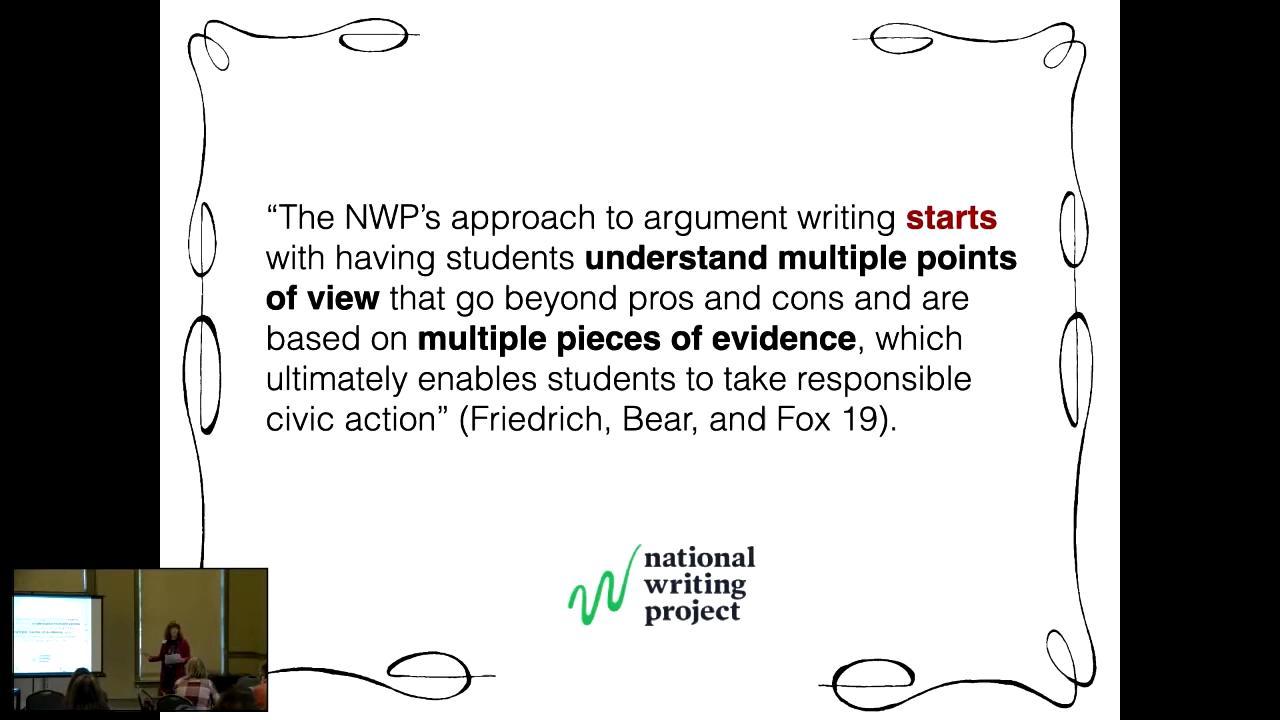 “The NWP’s approach to argument writing starts
with having students understand multiple points
of view that go beyond pros and cons and are
based on multiple pieces of evidence, which
ultimately enables students to take responsible
civic action” (Friedrich, Bear, and Fox 19).
national
writing
project